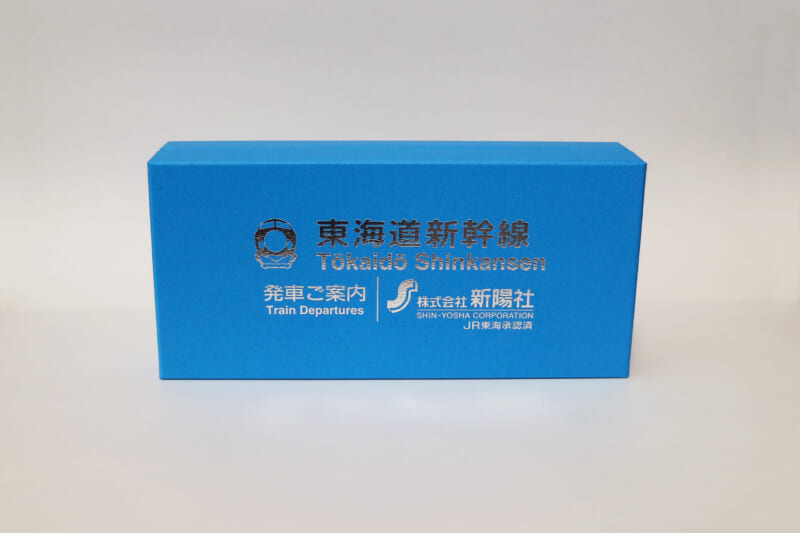 東海道新幹線
Tōkaidō Shinkansen
発車ご案内
Train Departures
株式会社 新陽社
SHIN-YOSHA CORPORATION
JR東海承認済